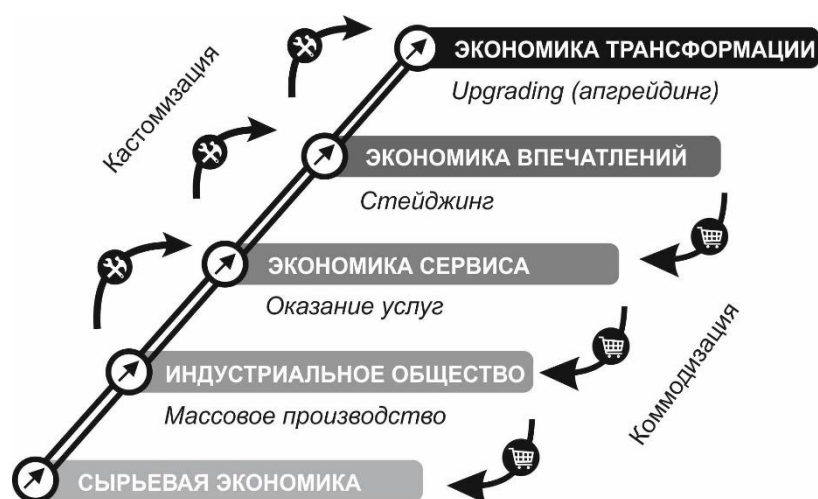 ЭКОНОМИКА ТРАНСФОРМАЦИИ
Upgrading (апгрейдинг)
Кастомизация
ЭКОНОМИКА ВПЕЧАТЛЕНИЙ
Стейджинг
ЭКОНОМИКА СЕРВИСА
Оказание услуг
ИНДУСТРИАЛЬНОЕ ОБЩЕСТВО
Массовое производство
Коммодизация
СЫРЬЕВАЯ ЭКОНОМИКА